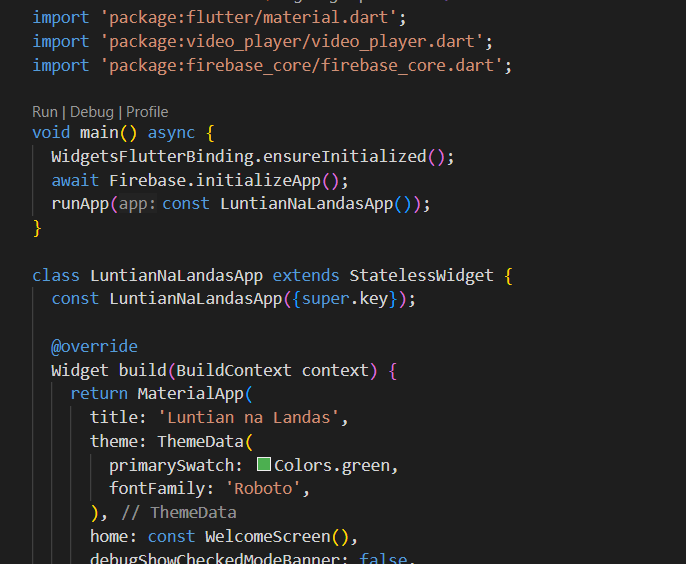 import 'package:flutter/material.dart';
import 'package:video_player/video_player.dart';
import 'package:firebase_core/firebase_core.dart';

Run | Debug | Profile
void main() async {
  WidgetsFlutterBinding.ensureInitialized();
  await Firebase.initializeApp();
  runApp(app: const LuntianNaLandasApp());
}

class LuntianNaLandasApp extends StatelessWidget {
  const LuntianNaLandasApp({super.key});

  @override
  Widget build(BuildContext context) {
    return MaterialApp(
      title: 'Luntian na Landas',
      theme: ThemeData(
        primarySwatch: Colors.green,
        fontFamily: 'Roboto',
      ), // ThemeData
      home: const WelcomeScreen(),
      debugShowCheckedModeBanner: false,